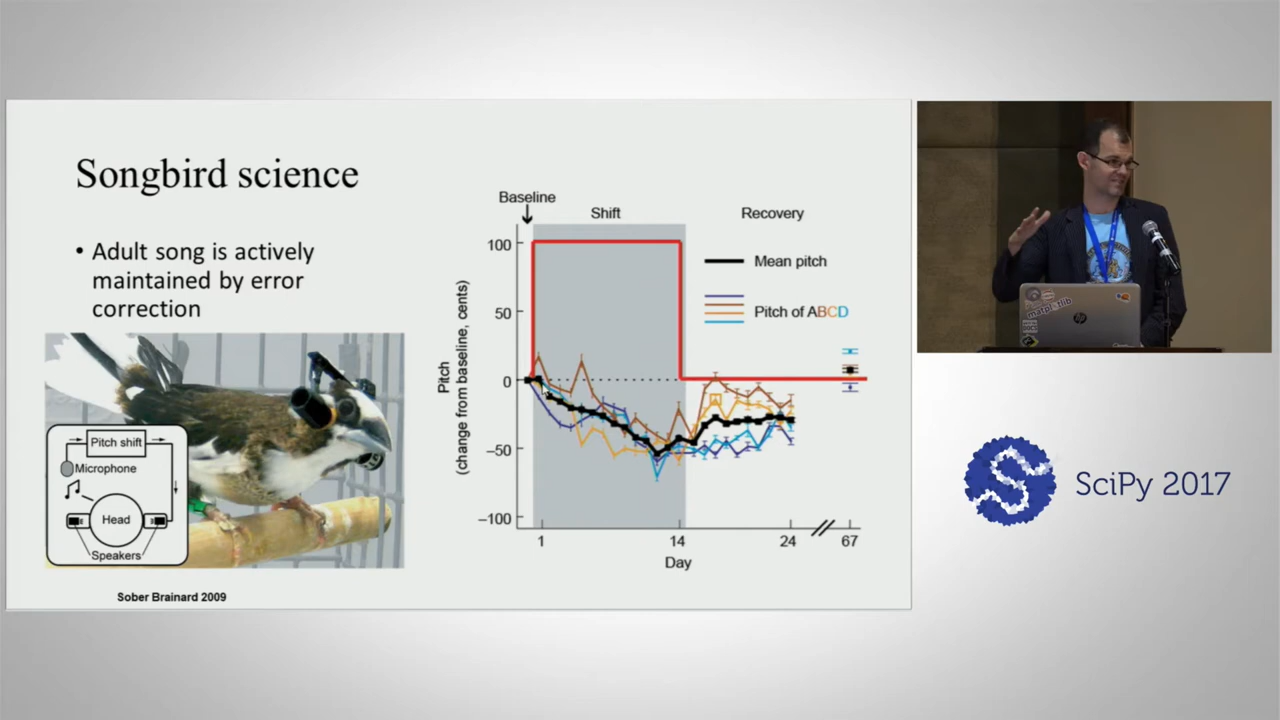 Songbird science
• Adult song is actively
maintained by error
correction
Pitch shift
Microphone
Head
Speakers
Sober Brainard 2009
Baseline
Shift
Recovery
Mean pitch
Pitch of ABCD
Pitch
(change from baseline, cents)
100
50
0
−50
−100
1
14
24
67
Day
matplotlib
hp
SciPy 2017